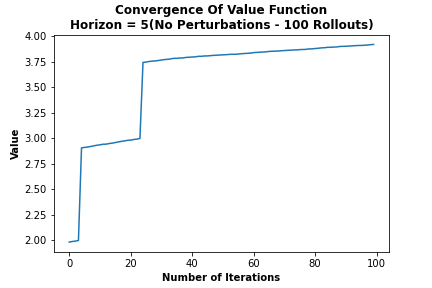 Convergence Of Value Function
Horizon = 5(No Perturbations - 100 Rollouts)
4.00
3.75
3.50
3.25
3.00
2.75
2.50
2.25
2.00
Value
0 20 40 60 80 100
Number of Iterations